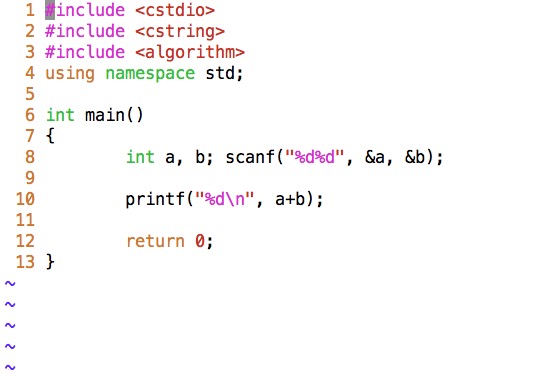 1 #include <cstdio>
2 #include <cstring>
3 #include <algorithm>
4 using namespace std;
5
6 int main()
7 {
8         int a, b; scanf("%d%d", &a, &b);
9
10         printf("%d\n", a+b);
11
12         return 0;
13 }
~
~
~
~
~